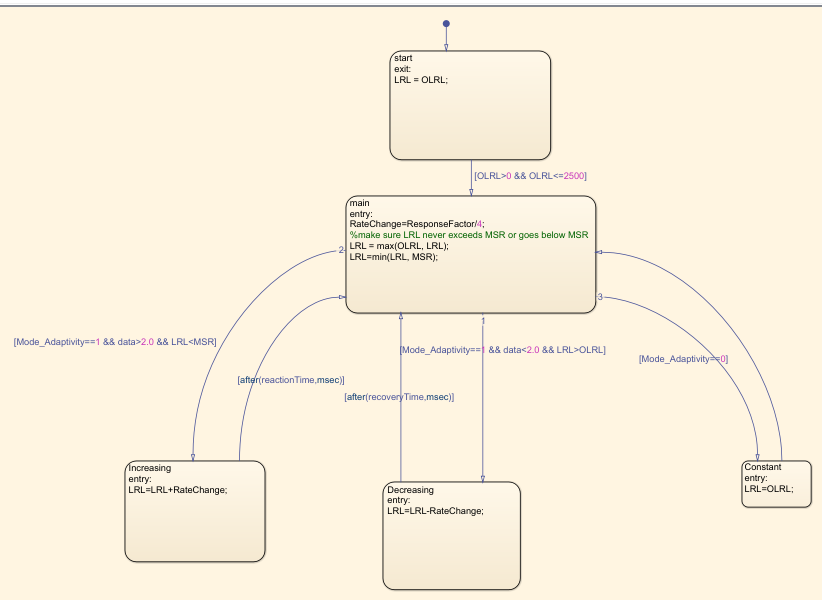 start
exit:
LRL = OLRL;
[OLRL>0 && OLRL<=2500]
main
entry:
RateChange=ResponseFactor/4;
%make sure LRL never exceeds MSR or goes below MSR
LRL = max(OLRL, LRL);
LRL=min(LRL, MSR);
2
3
1
[Mode_Adaptivity==1 && data>2.0 && LRL<MSR]
[Mode_Adaptivity==1 && data<2.0 && LRL>OLRL]
[Mode_Adaptivity==0]
[after(reactionTime,msec)]
[after(recoveryTime,msec)]
Increasing
entry:
LRL=LRL+RateChange;
Decreasing
entry:
LRL=LRL-RateChange;
Constant
entry:
LRL=OLRL;